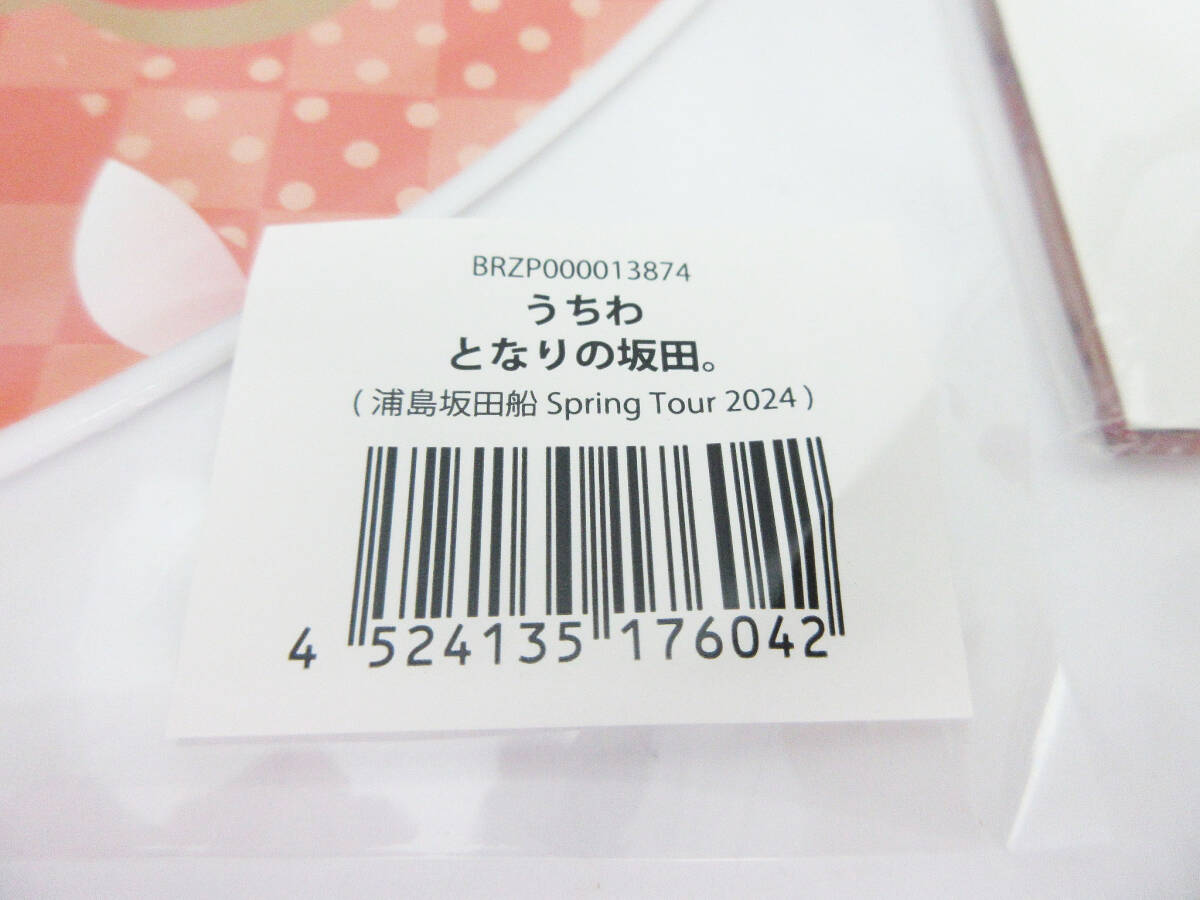 BRZP000013874
うちわ
となりの坂田。
(浦島坂田船 Spring Tour 2024)
4 524135 176042